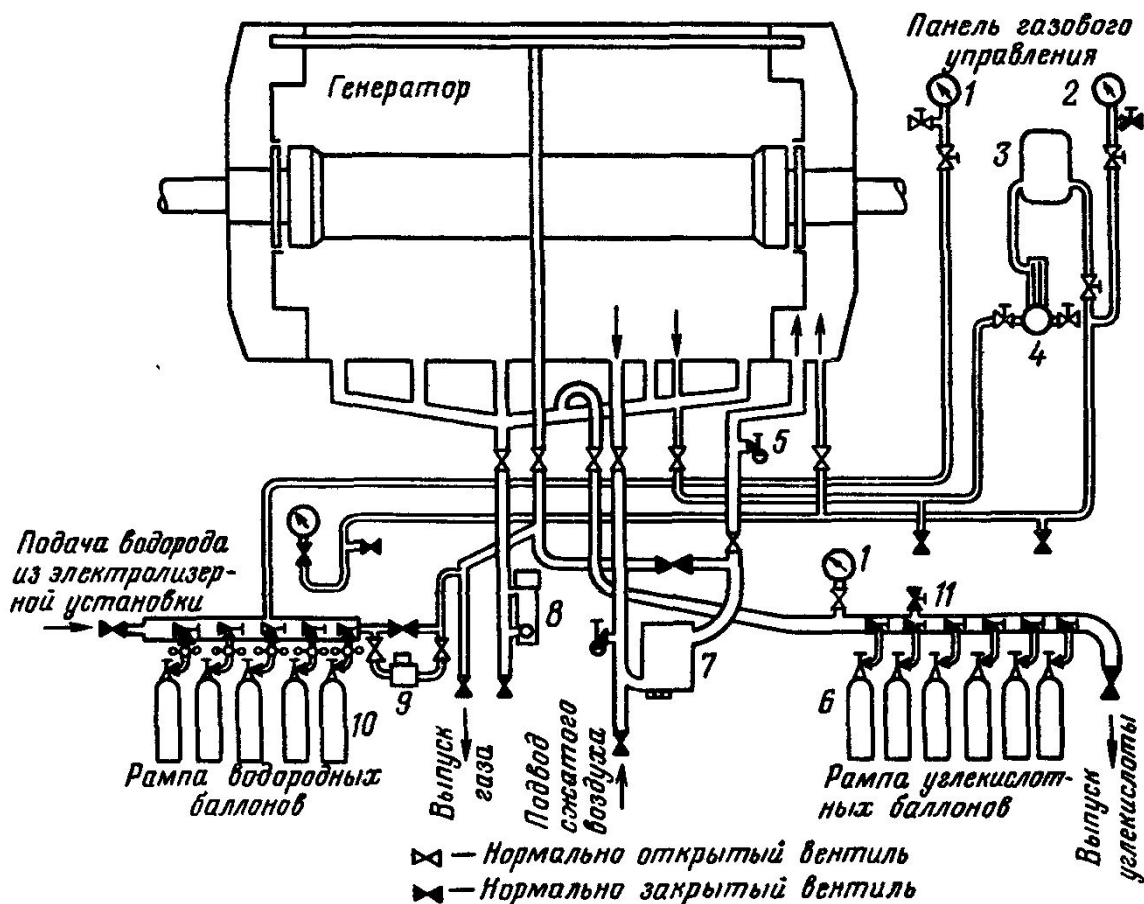 Панель газового
управления
Генератор
1
2
3
4
5
Подача водорода
из электролизер-
ной установки
1
11
8
7
9
10
6
Рампа водородных
баллонов
Выпуск
газа
Подвод
сжатого
воздуха
Рампа углекислот-
ных баллонов
Выпуск
углекислоты
— Нормально открытый вентиль
— Нормально закрытый вентиль